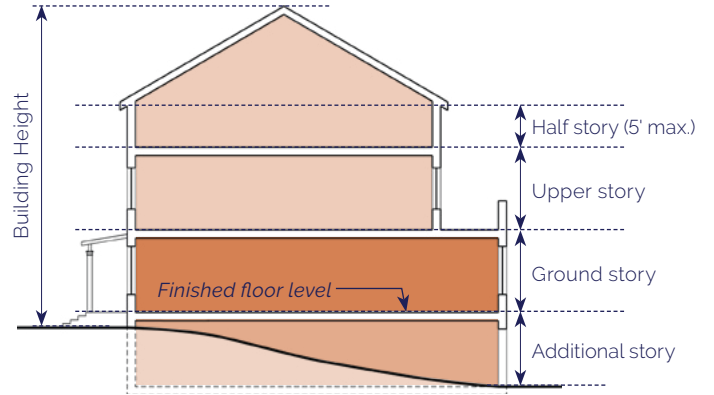 Building Height
Half story (5' max.)
Upper story
Ground story
Finished floor level
Additional story